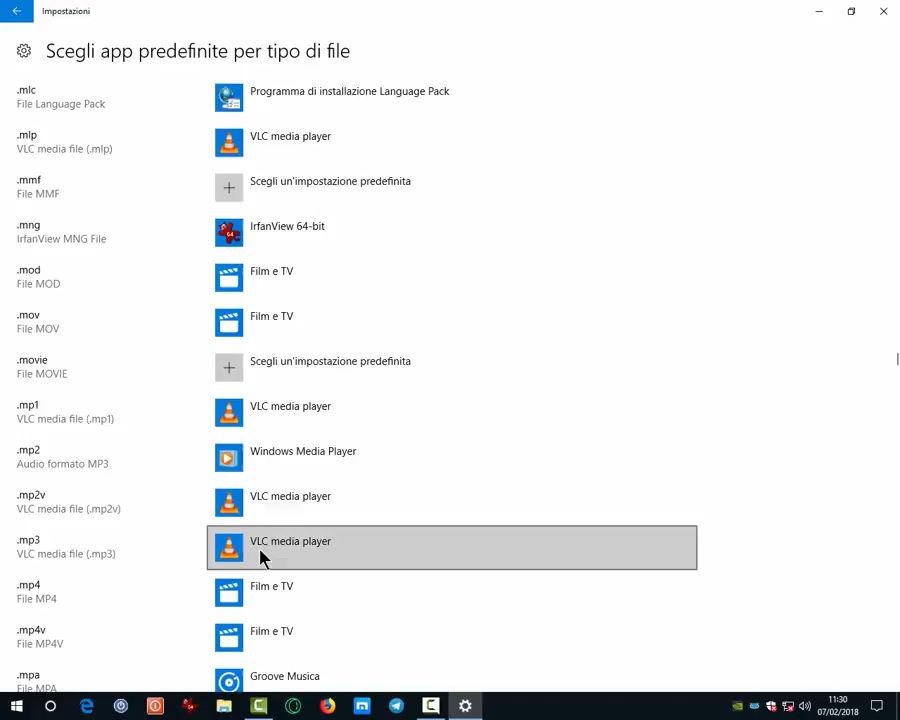 Impostazioni
Scegli app predefinite per tipo di file
.mlc
File Language Pack
Programma di installazione Language Pack
.mlp
VLC media file (.mlp)
VLC media player
.mmf
File MMF
Scegli un'impostazione predefinita
.mng
IrfanView MNG File
64
IrfanView 64-bit
.mod
File MOD
Film e TV
.mov
File MOV
Film e TV
.movie
File MOVIE
Scegli un'impostazione predefinita
.mp1
VLC media file (.mp1)
VLC media player
.mp2
Audio formato MP3
Windows Media Player
.mp2v
VLC media file (.mp2v)
VLC media player
.mp3
VLC media file (.mp3)
VLC media player
.mp4
File MP4
Film e TV
.mp4v
File MP4V
Film e TV
.mpa
File MPA
Groove Musica
11:30
07/02/2018